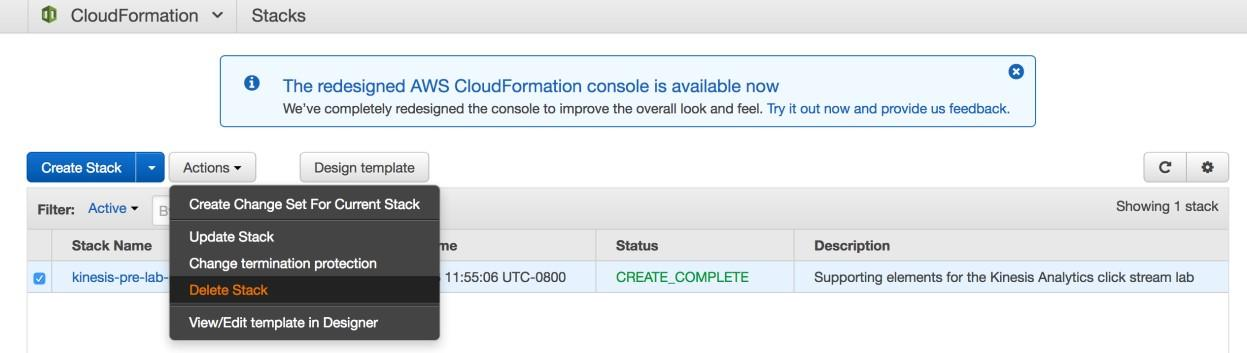 CloudFormation Stacks
The redesigned AWS CloudFormation console is available now
We've completely redesigned the console to improve the overall look and feel. Try it out now and provide us feedback.
Create Stack Actions Design template
Filter: Active Showing 1 stack
Create Change Set For Current Stack
Update Stack
Change termination protection
Delete Stack
View/Edit template in Designer
Stack Name Status Description
kinesis-pre-lab- 11:55:06 UTC-0800 CREATE_COMPLETE Supporting elements for the Kinesis Analytics click stream lab